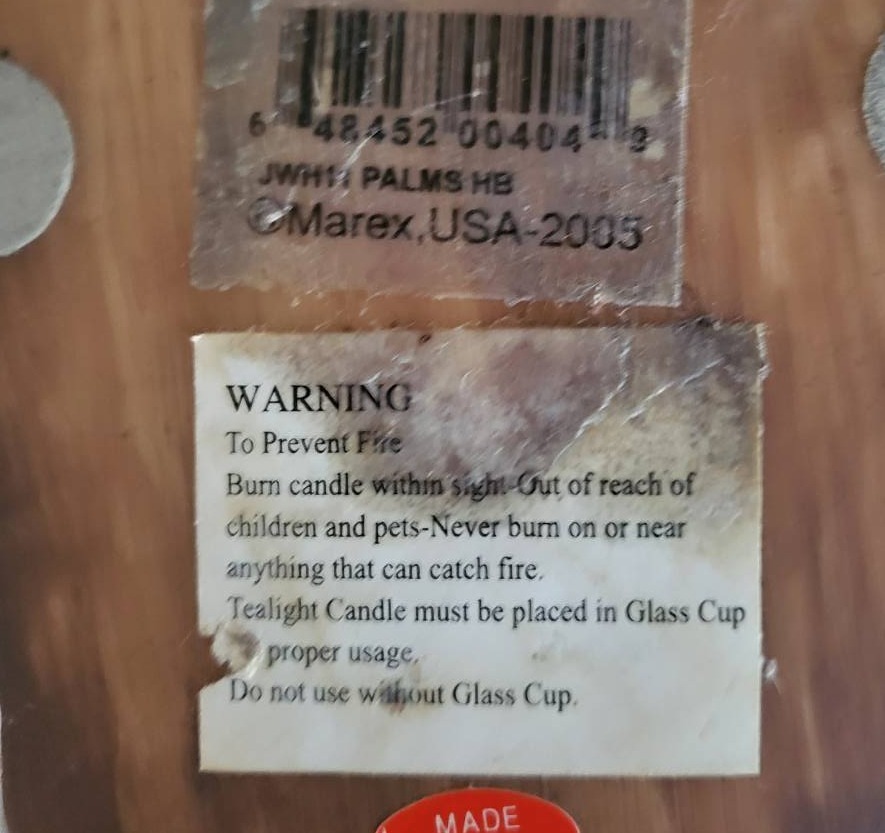 6 48452 00404 9
PALMS HB
©Marex,USA-2005
WARNING
To Prevent Fire
Burn candle within sight-Out of reach of
children and pets-Never burn on or near
anything that can catch fire.
Tealight Candle must be placed in Glass Cup
proper usage.
Do not use without Glass Cup.
MADE